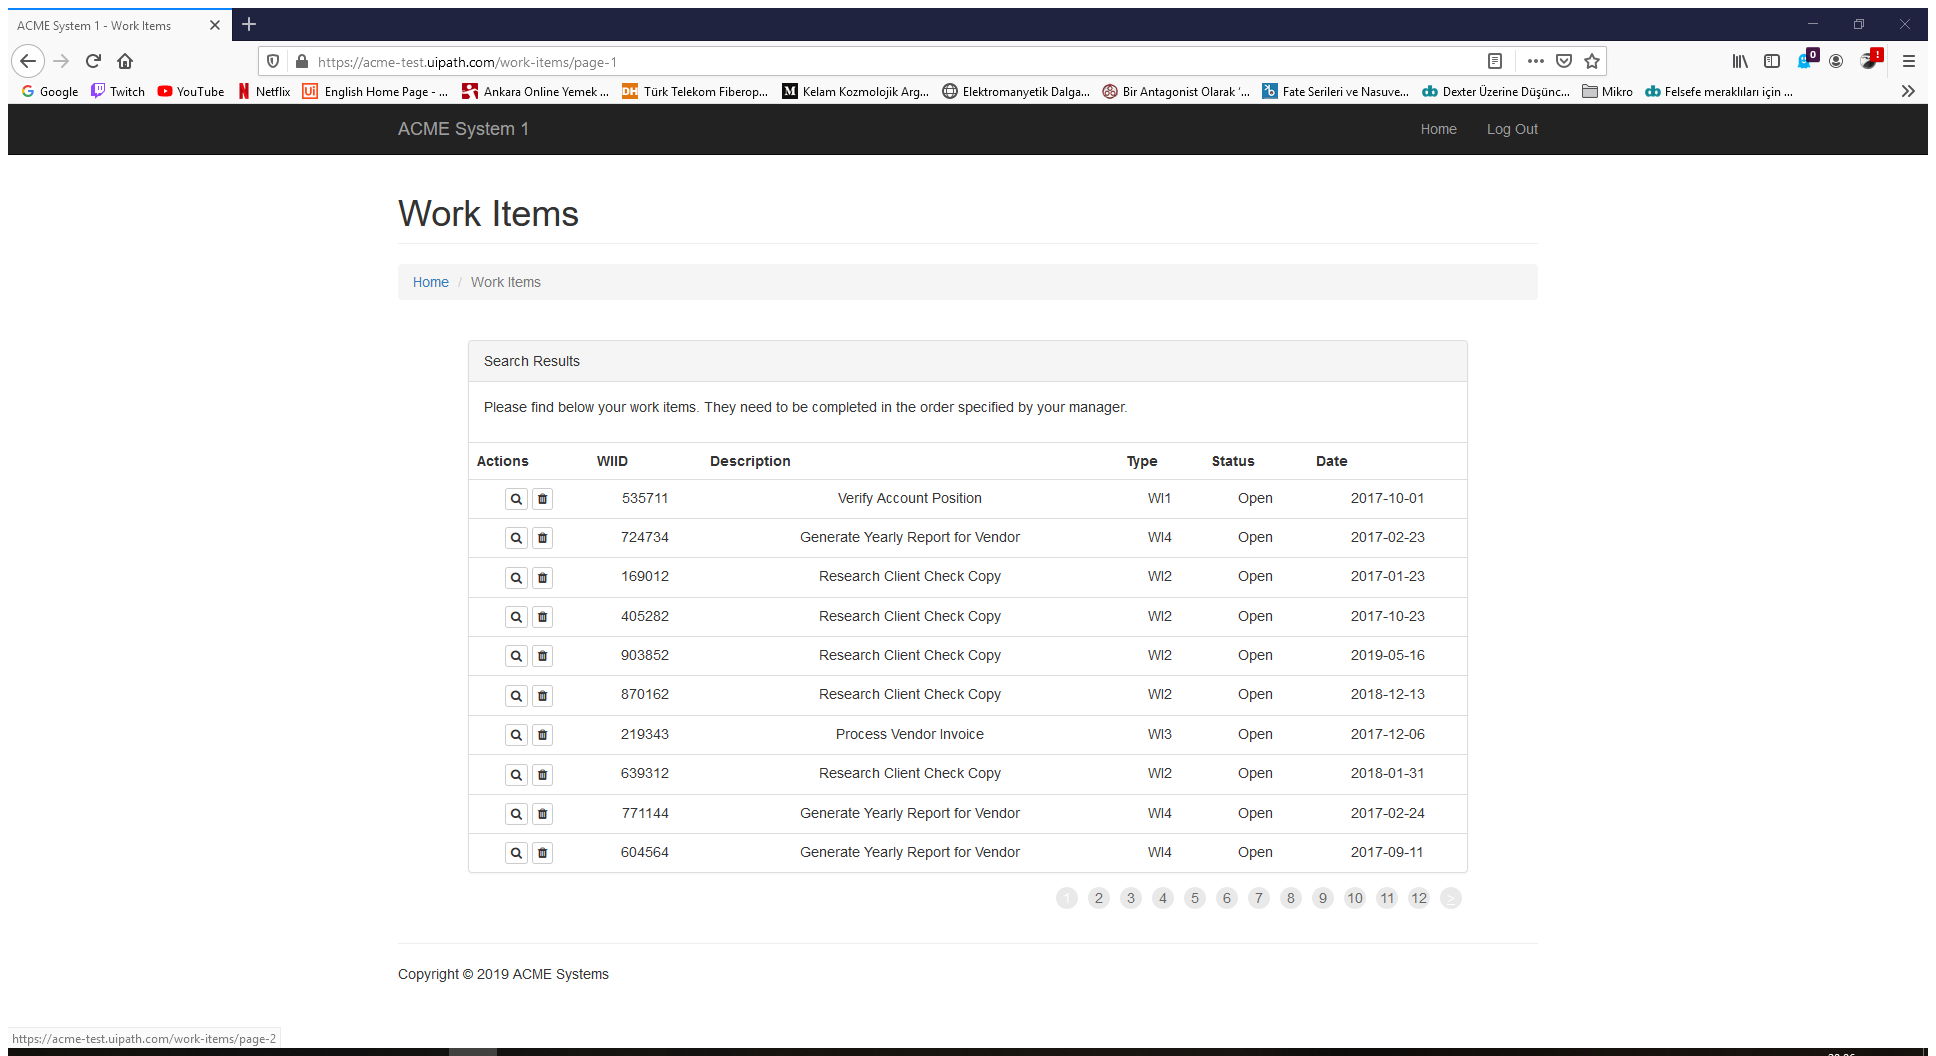 ACME System 1 - Work Items
https://acme-test.uipath.com/work-items/page-1
0 !
Google Twitch YouTube Netflix English Home Page - ... Ankara Online Yemek ... Türk Telekom Fiberop... Kelam Kozmolojik Arg... Elektromanyetik Dalga... Bir Antagonist Olarak ‘... Fate Serileri ve Nasuve... Dexter Üzerine Düşünc... Mikro Felsefe meraklıları için ...
ACME System 1 Home Log Out
Work Items
Home / Work Items
Search Results
Please find below your work items. They need to be completed in the order specified by your manager.
Actions WIID Description Type Status Date
535711 Verify Account Position WI1 Open 2017-10-01
724734 Generate Yearly Report for Vendor WI4 Open 2017-02-23
169012 Research Client Check Copy WI2 Open 2017-01-23
405282 Research Client Check Copy WI2 Open 2017-10-23
903852 Research Client Check Copy WI2 Open 2019-05-16
870162 Research Client Check Copy WI2 Open 2018-12-13
219343 Process Vendor Invoice WI3 Open 2017-12-06
639312 Research Client Check Copy WI2 Open 2018-01-31
771144 Generate Yearly Report for Vendor WI4 Open 2017-02-24
604564 Generate Yearly Report for Vendor WI4 Open 2017-09-11
1 2 3 4 5 6 7 8 9 10 11 12 >
Copyright © 2019 ACME Systems
https://acme-test.uipath.com/work-items/page-2